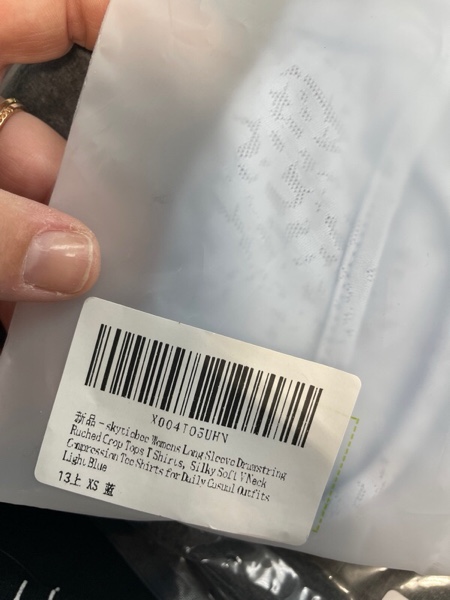 X004TO5UHN
新品 - skytichee Womens Long Sleeve Drawstring
Ruched Crop Tops T Shirts, Silky Soft V Neck
Compression Tee Shirts for Daily Casual Outfits
Light Blue
13上 XS 蓝